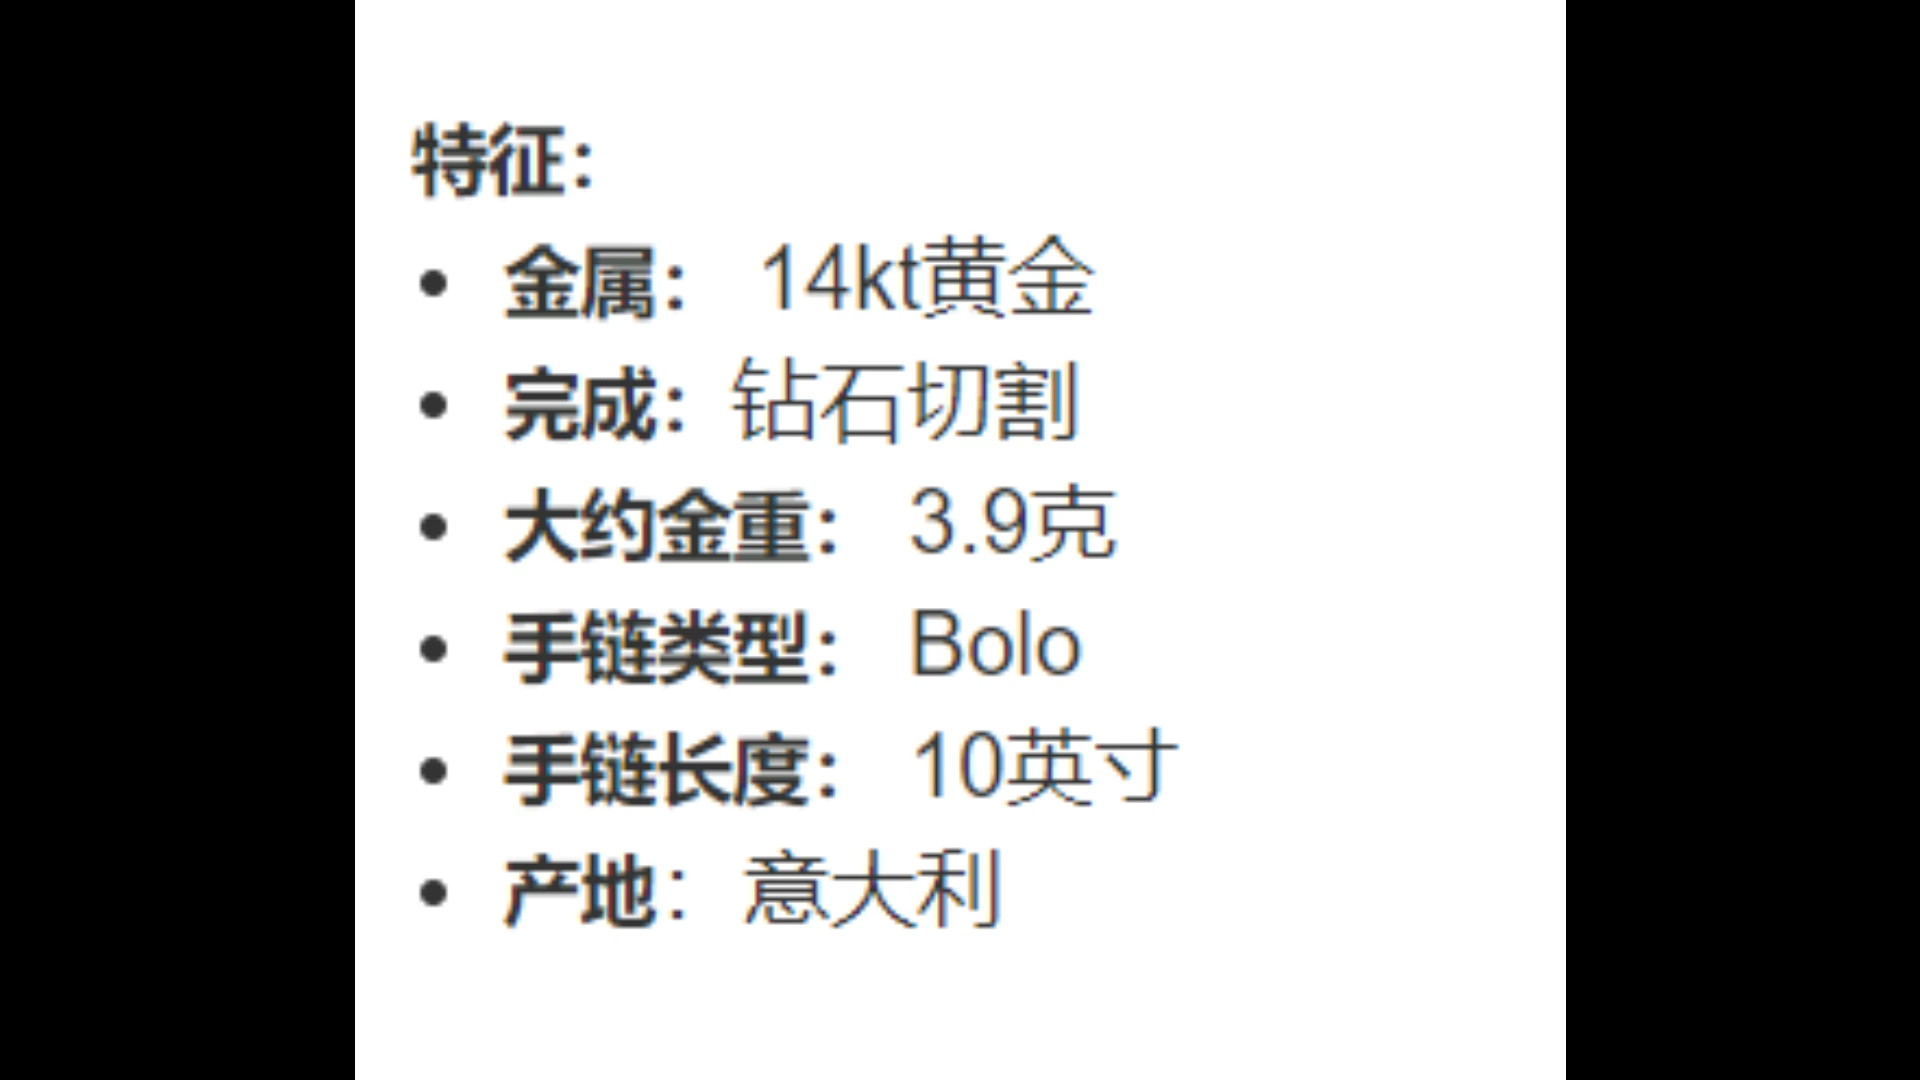 特征：
• 金属： 14kt黄金
• 完成：钻石切割
• 大约金重： 3.9克
• 手链类型： Bolo
• 手链长度： 10英寸
• 产地：意大利